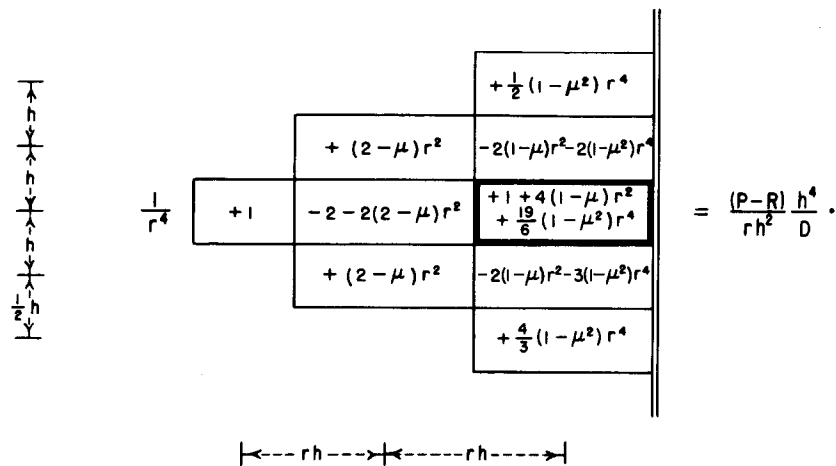 h
h
h
½ h
+ ½ (1 − μ²) r⁴
+ (2 − μ) r²
−2(1−μ)r²−2(1−μ²)r⁴
1/r⁴
+1
−2 −2(2 − μ)r²
+ 1 + 4(1 − μ) r²
+ 19/6 (1 − μ²) r⁴
= (P−R)/rh² h⁴/D .
+ (2 − μ) r²
−2(1−μ)r²−3(1−μ²)r⁴
+ 4/3 (1 − μ²) r⁴
rh
rh